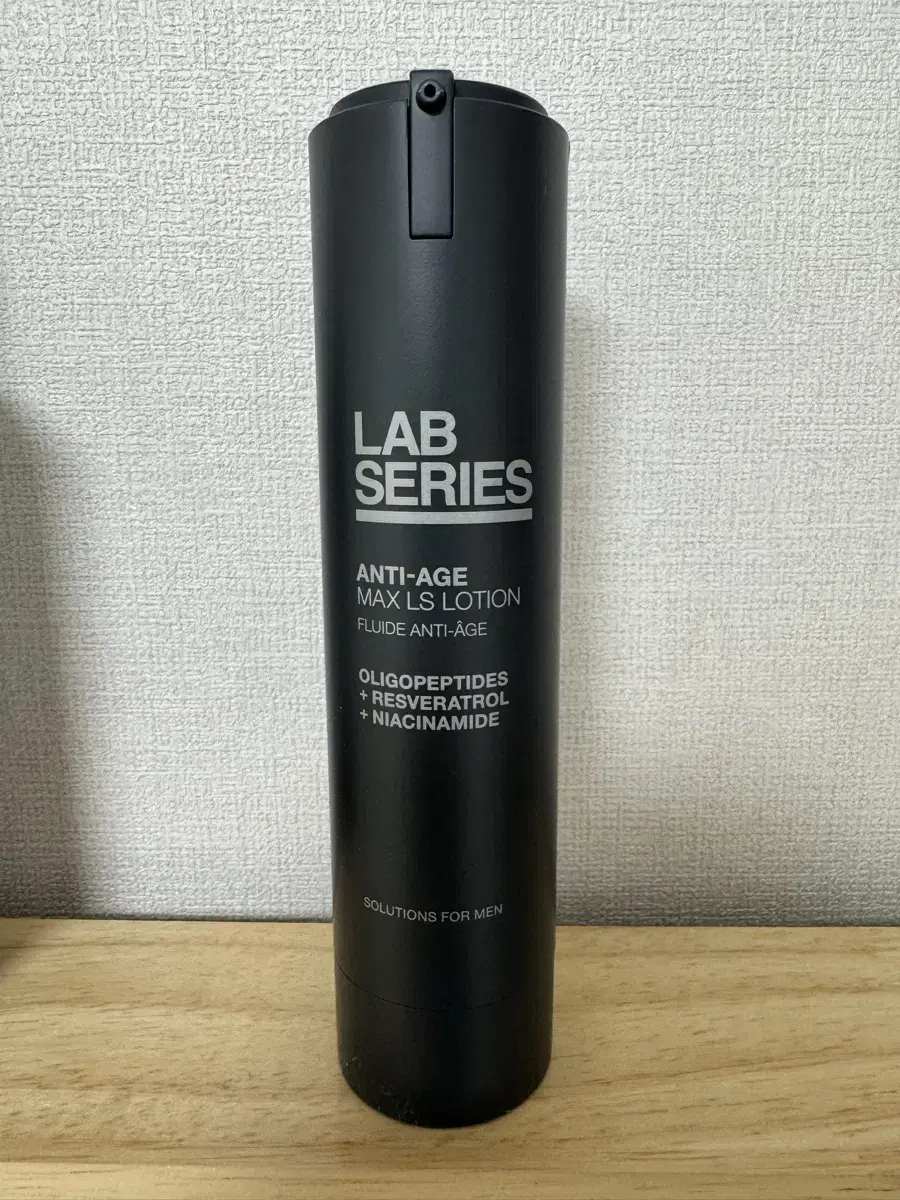 LAB
SERIES
ANTI-AGE
MAX LS LOTION
FLUIDE ANTI-ÂGE
OLIGOPEPTIDES
+ RESVERATROL
+ NIACINAMIDE
SOLUTIONS FOR MEN